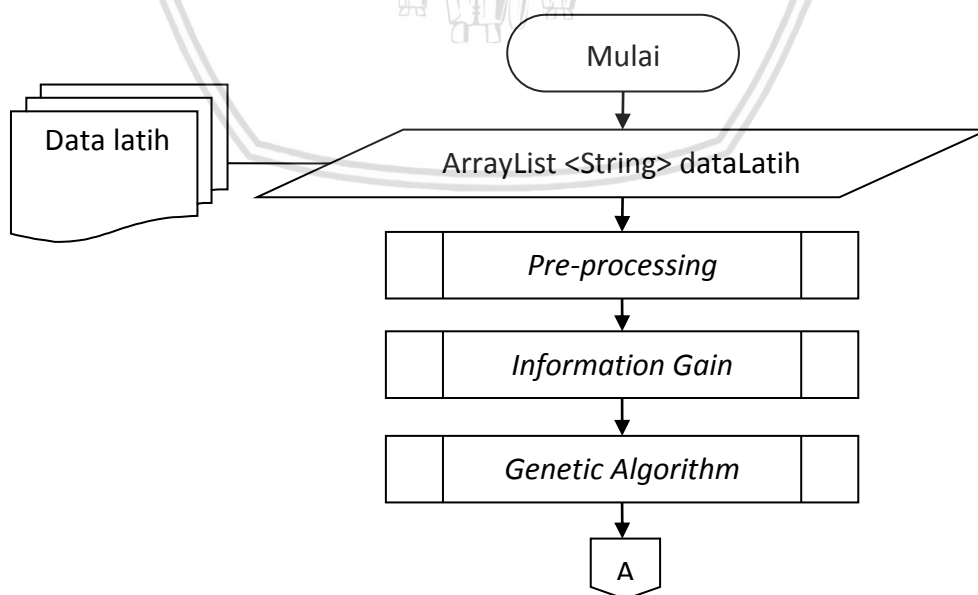 Mulai
Data latih
ArrayList <String> dataLatih
Pre-processing
Information Gain
Genetic Algorithm
A